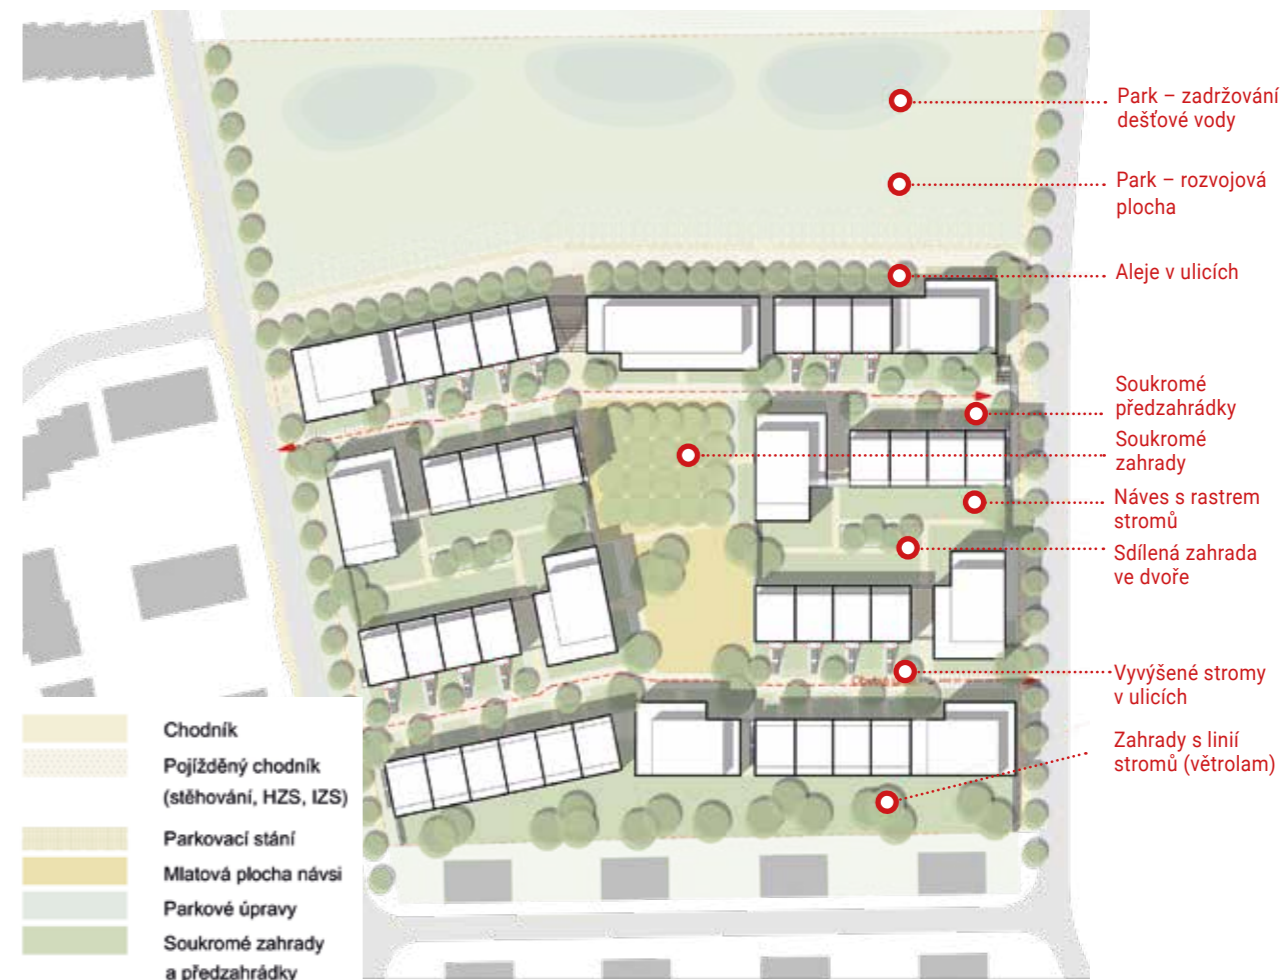 Park – zadržování
dešťové vody
Park – rozvojová
plocha
Aleje v ulicích
Soukromé
předzahrádky
Soukromé
zahrady
Náves s rastrem
stromů
Sdílená zahrada
ve dvoře
Vyvýšené stromy
v ulicích
Zahrady s linií
stromů (větrolam)
Chodník
Pojížděný chodník
(stěhování, HZS, IZS)
Parkovací stání
Mlatová plocha návsi
Parkové úpravy
Soukromé zahrady
a předzahrádky